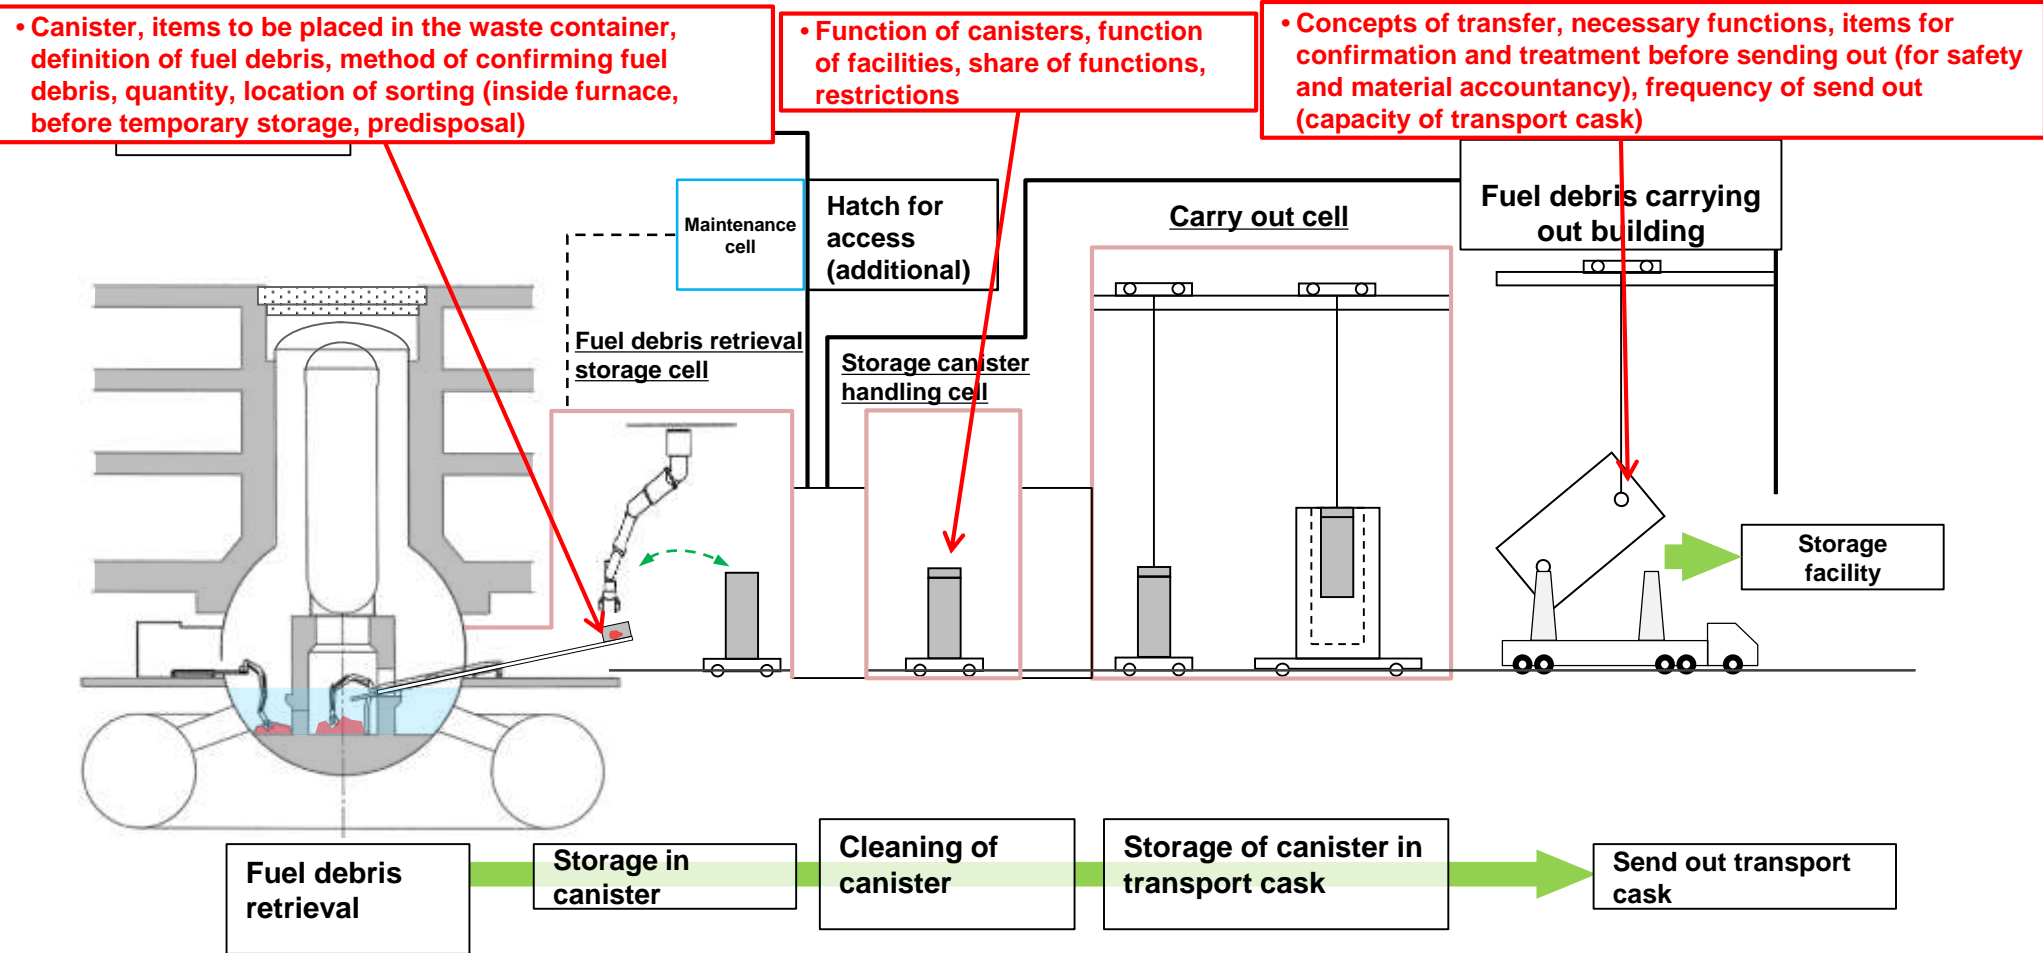 • Canister, items to be placed in the waste container,
definition of fuel debris, method of confirming fuel
debris, quantity, location of sorting (inside furnace,
before temporary storage, predisposal)
• Function of canisters, function
of facilities, share of functions,
restrictions
• Concepts of transfer, necessary functions, items for
confirmation and treatment before sending out (for safety
and material accountancy), frequency of send out
(capacity of transport cask)
Maintenance
cell
Hatch for
access
(additional)
Carry out cell
Fuel debris carrying
out building
Fuel debris retrieval
storage cell
Storage canister
handling cell
Storage
facility
Fuel debris
retrieval
Storage in
canister
Cleaning of
canister
Storage of canister in
transport cask
Send out transport
cask